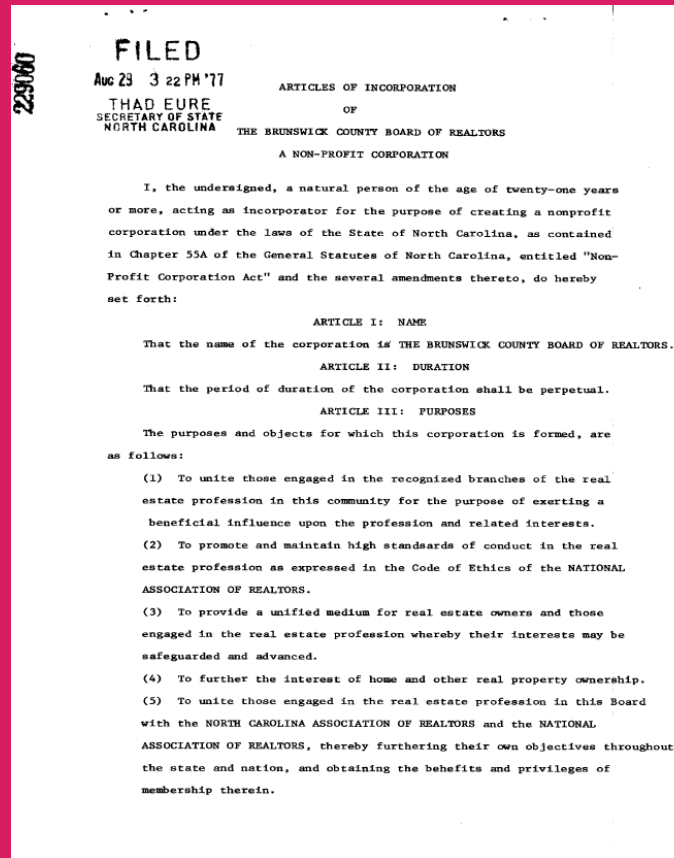 229060
FILED
AUG 29 3 22 PM '77
THAD EURE
SECRETARY OF STATE
NORTH CAROLINA
ARTICLES OF INCORPORATION
OF
THE BRUNSWICK COUNTY BOARD OF REALTORS
A NON-PROFIT CORPORATION
I, the undersigned, a natural person of the age of twenty-one years
or more, acting as incorporator for the purpose of creating a nonprofit
corporation under the laws of the State of North Carolina, as contained
in Chapter 55A of the General Statutes of North Carolina, entitled "Non-
Profit Corporation Act" and the several amendments thereto, do hereby
set forth:
ARTICLE I: NAME
That the name of the corporation is THE BRUNSWICK COUNTY BOARD OF REALTORS.
ARTICLE II: DURATION
That the period of duration of the corporation shall be perpetual.
ARTICLE III: PURPOSES
The purposes and objects for which this corporation is formed, are
as follows:
(1) To unite those engaged in the recognized branches of the real
estate profession in this community for the purpose of exerting a
beneficial influence upon the profession and related interests.
(2) To promote and maintain high standsards of conduct in the real
estate profession as expressed in the Code of Ethics of the NATIONAL
ASSOCIATION OF REALTORS.
(3) To provide a unified medium for real estate owners and those
engaged in the real estate profession whereby their interests may be
safeguarded and advanced.
(4) To further the interest of home and other real property ownership.
(5) To unite those engaged in the real estate profession in this Board
with the NORTH CAROLINA ASSOCIATION OF REALTORS and the NATIONAL
ASSOCIATION OF REALTORS, thereby furthering their own objectives throughout
the state and nation, and obtaining the behefits and privileges of
membership therein.